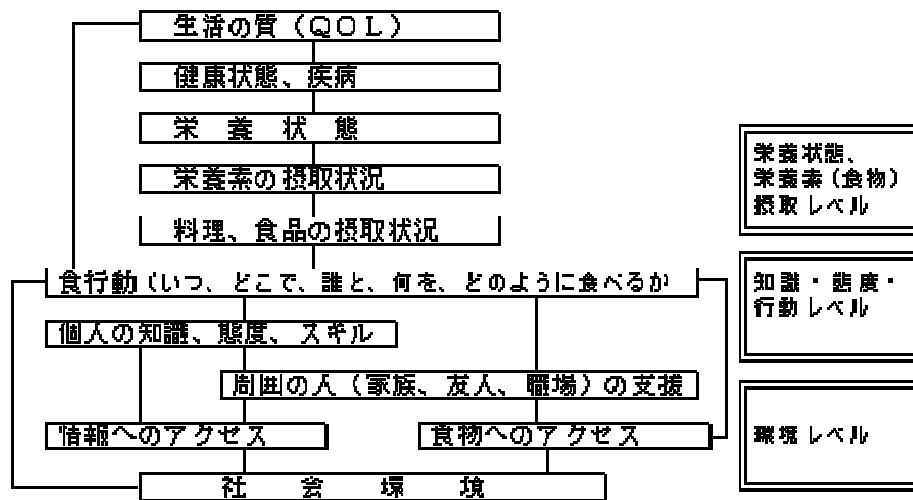 生活の質（ＱＯＬ）
健康状態、疾病
栄　養　状　態
栄養素の摂取状況
料理、食品の摂取状況
食行動（いつ、どこで、誰と、何を、どのように食べるか
個人の知識、態度、スキル
周囲の人（家族、友人、職場）の支援
情報へのアクセス
食物へのアクセス
社　会　環　境
栄養状態、
栄養素（食物）
摂取レベル
知識・態度・
行動レベル
環境レベル